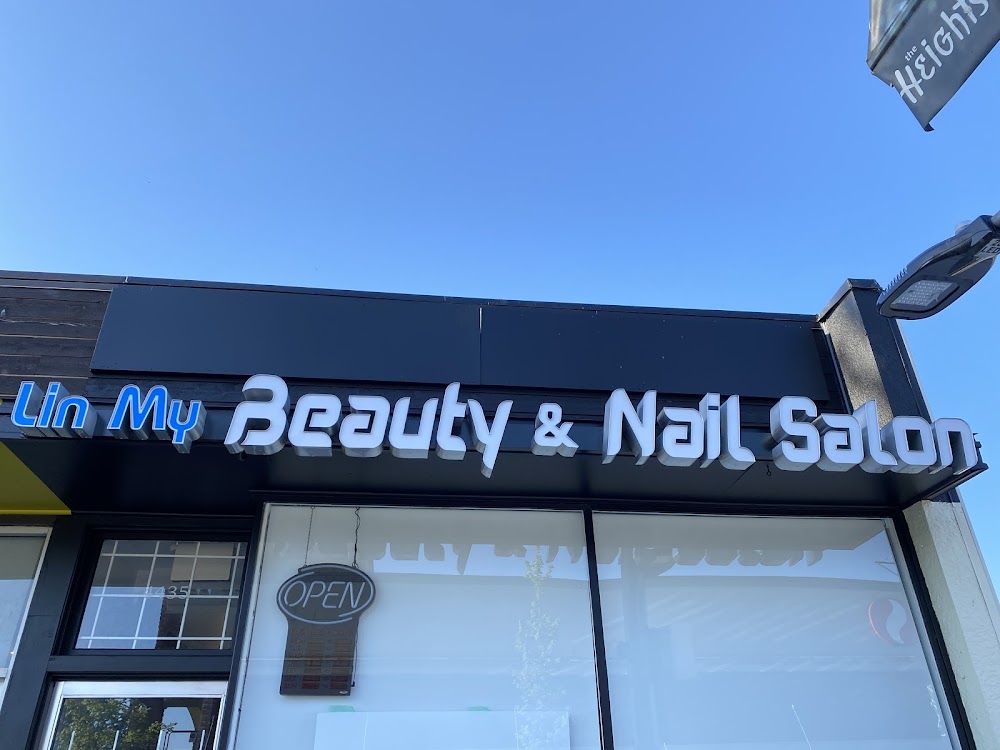 the
Heights
Lin My Beauty & Nail Salon
OPEN